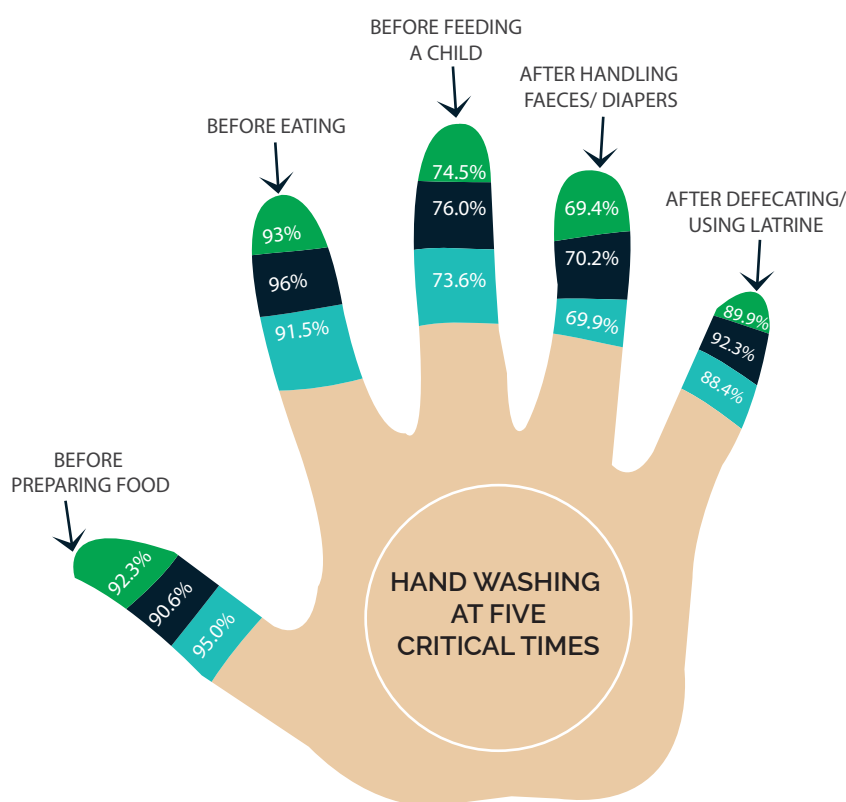 BEFORE FEEDING
A CHILD
AFTER HANDLING
FAECES/ DIAPERS
BEFORE EATING
AFTER DEFECATING/
USING LATRINE
BEFORE
PREPARING FOOD
93%
96%
91.5%
74.5%
76.0%
73.6%
69.4%
70.2%
69.9%
89.9%
92.3%
88.4%
92.3%
90.6%
95.0%
HAND WASHING
AT FIVE
CRITICAL TIMES